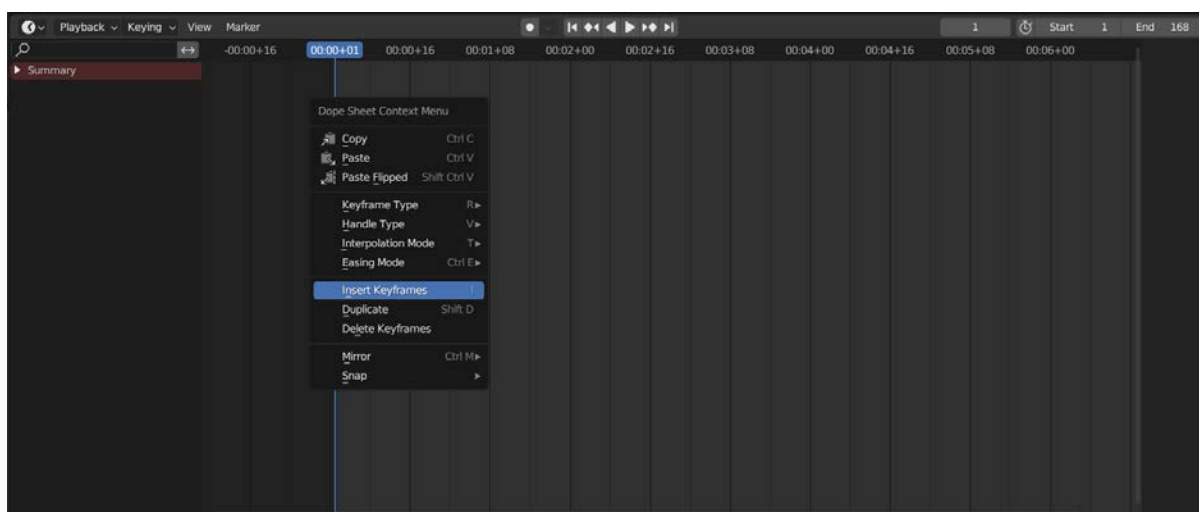 Playback Keying View Marker 1 Start 1 End 168
-00:00+16 00:00+01 00:00+16 00:01+08 00:02+00 00:02+16 00:03+08 00:04+00 00:04+16 00:05+08 00:06+00
Summary
Dope Sheet Context Menu
Copy Ctrl C
Paste Ctrl V
Paste Flipped Shift Ctrl V
Keyframe Type R
Handle Type V
Interpolation Mode T
Easing Mode Ctrl E
Insert Keyframes I
Duplicate Shift D
Delete Keyframes
Mirror Ctrl M
Snap